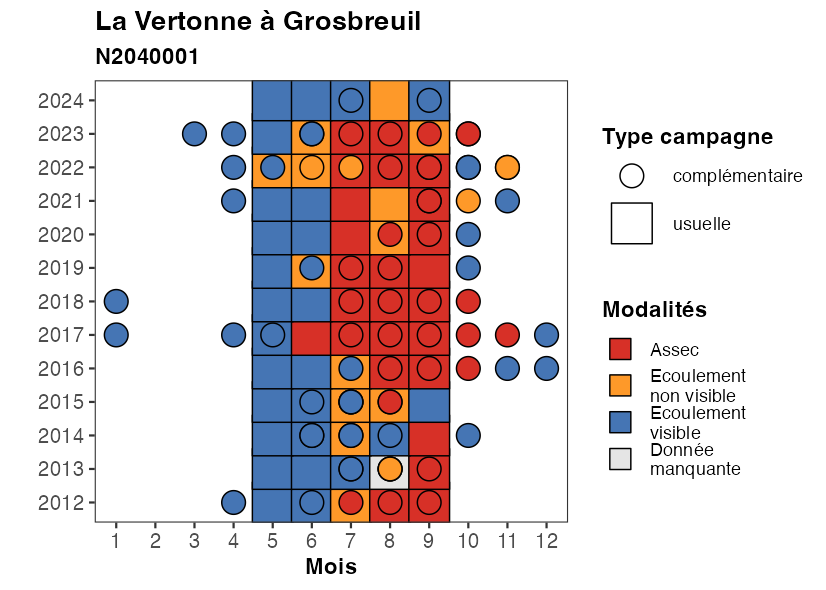 La Vertonne à Grosbreuil
N2040001
2024
2023
2022
2021
2020
2019
2018
2017
2016
2015
2014
2013
2012
1 2 3 4 5 6 7 8 9 10 11 12
Mois
Type campagne
complémentaire
usuelle
Modalités
Assec
Ecoulement
non visible
Ecoulement
visible
Donnée
manquante